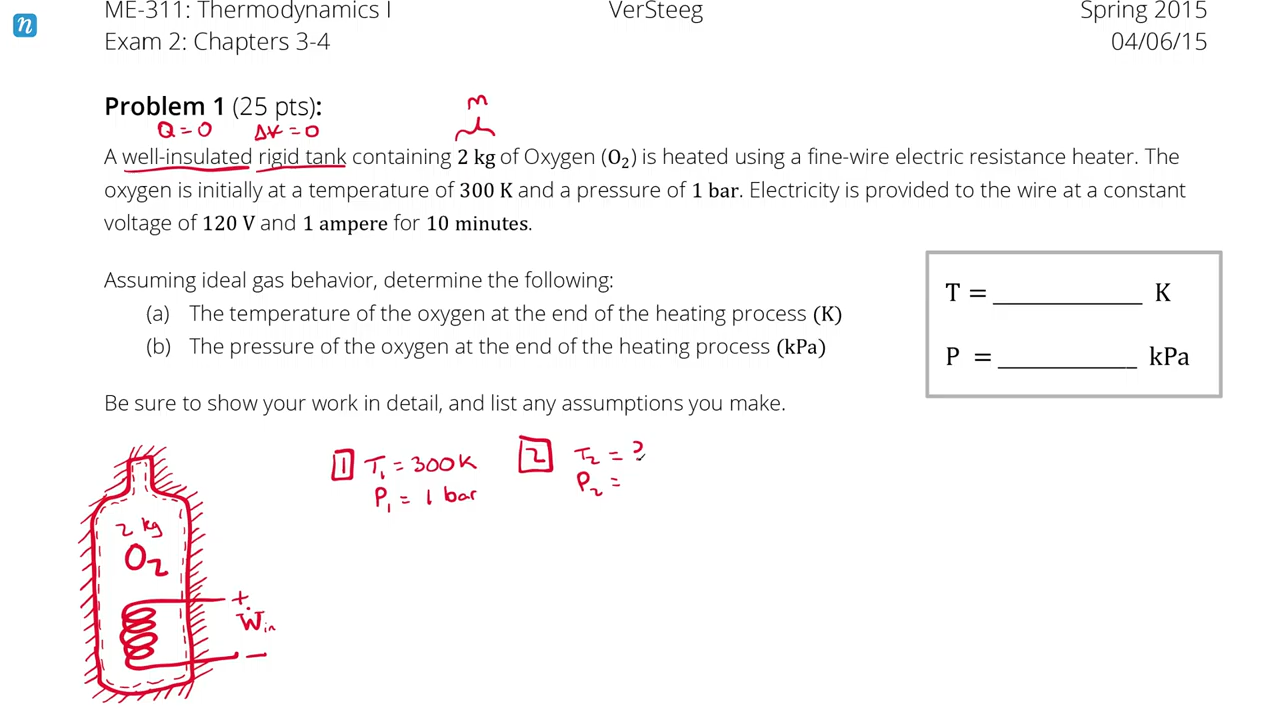 n
ME-311: Thermodynamics I VerSteeg Spring 2015
Exam 2: Chapters 3-4 04/06/15
m
Problem 1 (25 pts):
Q = 0 ΔV = 0
A well-insulated rigid tank containing 2 kg of Oxygen (O₂) is heated using a fine-wire electric resistance heater. The
oxygen is initially at a temperature of 300 K and a pressure of 1 bar. Electricity is provided to the wire at a constant
voltage of 120 V and 1 ampere for 10 minutes.
Assuming ideal gas behavior, determine the following:
(a) The temperature of the oxygen at the end of the heating process (K)
(b) The pressure of the oxygen at the end of the heating process (kPa)
T = __________ K
P = __________ kPa
Be sure to show your work in detail, and list any assumptions you make.
1 T₁ = 300K
P₁ = 1 bar
2 T₂ = ?
P₂ =
2 kg
O₂
+
Ẇin
−